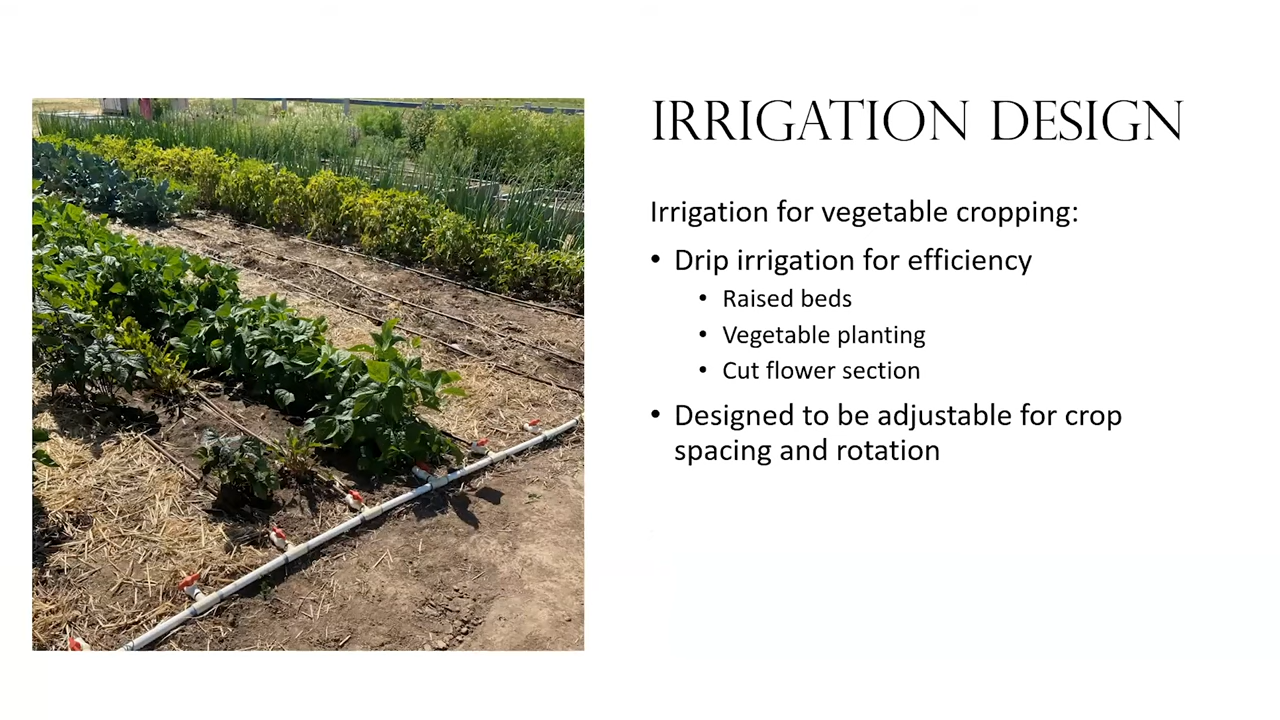 IRRIGATION DESIGN
Irrigation for vegetable cropping:
• Drip irrigation for efficiency
• Raised beds
• Vegetable planting
• Cut flower section
• Designed to be adjustable for crop
spacing and rotation